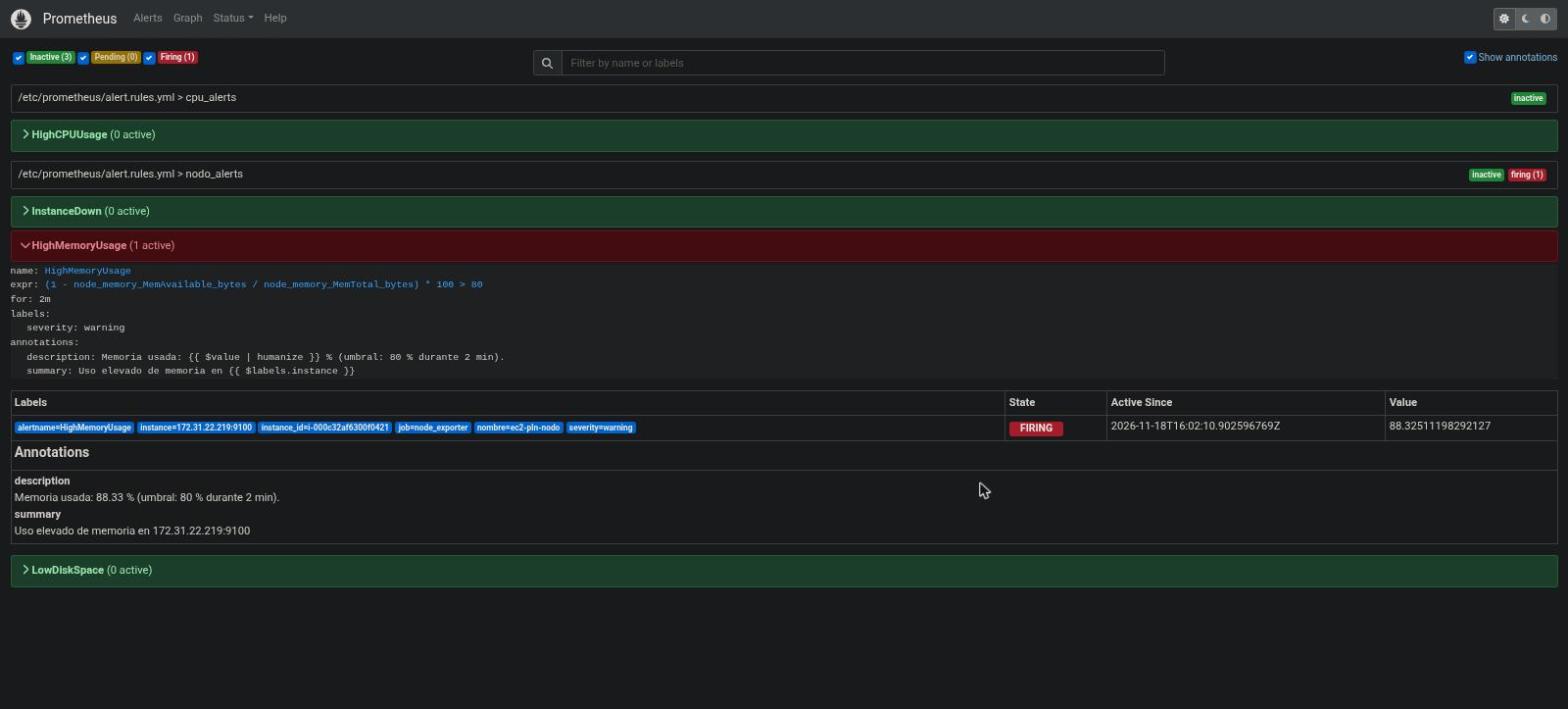 Prometheus Alerts Graph Status Help
Inactive (3) Pending (0) Firing (1) Filter by name or labels Show annotations
/etc/prometheus/alert.rules.yml > cpu_alerts inactive
HighCPUUsage (0 active)
/etc/prometheus/alert.rules.yml > nodo_alerts inactive firing (1)
InstanceDown (0 active)
HighMemoryUsage (1 active)
name: HighMemoryUsage
expr: (1 - node_memory_MemAvailable_bytes / node_memory_MemTotal_bytes) * 100 > 80
for: 2m
labels:
severity: warning
annotations:
description: Memoria usada: {{ $value | humanize }} % (umbral: 80 % durante 2 min).
summary: Uso elevado de memoria en {{ $labels.instance }}
Labels State Active Since Value
alertname=HighMemoryUsage instance=172.31.22.219:9100 instance_id=i-000c32af6300f0421 job=node_exporter nombre=ec2-pln-nodo severity=warning FIRING 2026-11-18T16:02:10.902596769Z 88.32511198292127
Annotations
description
Memoria usada: 88.33 % (umbral: 80 % durante 2 min).
summary
Uso elevado de memoria en 172.31.22.219:9100
LowDiskSpace (0 active)